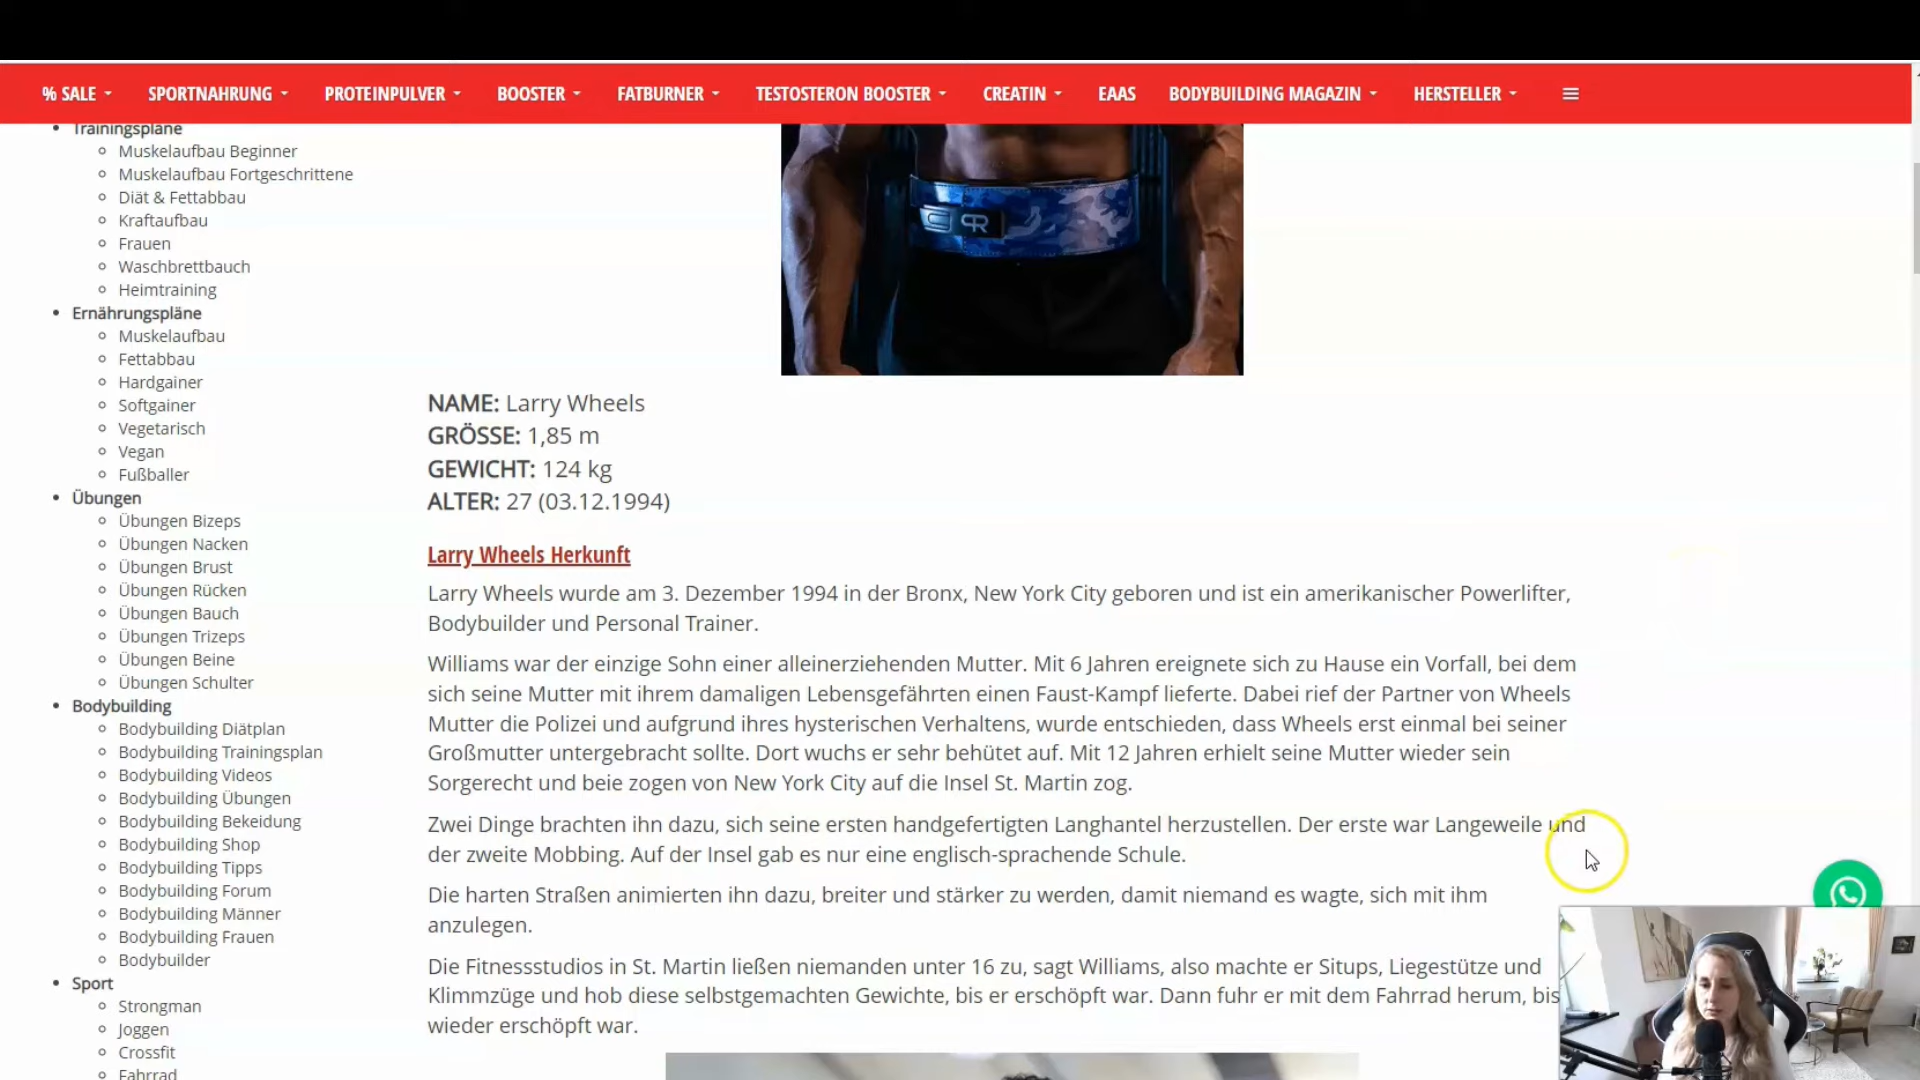 % SALE SPORTNAHRUNG PROTEINPULVER BOOSTER FATBURNER TESTOSTERON BOOSTER CREATIN EAAS BODYBUILDING MAGAZIN HERSTELLER
Trainingspläne
Muskelaufbau Beginner
Muskelaufbau Fortgeschrittene
Diät & Fettabbau
Kraftaufbau
Frauen
Waschbrettbauch
Heimtraining
Ernährungspläne
Muskelaufbau
Fettabbau
Hardgainer
Softgainer
Vegetarisch
Vegan
Fußballer
Übungen
Übungen Bizeps
Übungen Nacken
Übungen Brust
Übungen Rücken
Übungen Bauch
Übungen Trizeps
Übungen Beine
Übungen Schulter
Bodybuilding
Bodybuilding Diätplan
Bodybuilding Trainingsplan
Bodybuilding Videos
Bodybuilding Übungen
Bodybuilding Bekeidung
Bodybuilding Shop
Bodybuilding Tipps
Bodybuilding Forum
Bodybuilding Männer
Bodybuilding Frauen
Bodybuilder
Sport
Strongman
Joggen
Crossfit
Fahrrad
NAME: Larry Wheels
GRÖSSE: 1,85 m
GEWICHT: 124 kg
ALTER: 27 (03.12.1994)
Larry Wheels Herkunft
Larry Wheels wurde am 3. Dezember 1994 in der Bronx, New York City geboren und ist ein amerikanischer Powerlifter,
Bodybuilder und Personal Trainer.
Williams war der einzige Sohn einer alleinerziehenden Mutter. Mit 6 Jahren ereignete sich zu Hause ein Vorfall, bei dem
sich seine Mutter mit ihrem damaligen Lebensgefährten einen Faust-Kampf lieferte. Dabei rief der Partner von Wheels
Mutter die Polizei und aufgrund ihres hysterischen Verhaltens, wurde entschieden, dass Wheels erst einmal bei seiner
Großmutter untergebracht sollte. Dort wuchs er sehr behütet auf. Mit 12 Jahren erhielt seine Mutter wieder sein
Sorgerecht und beie zogen von New York City auf die Insel St. Martin zog.
Zwei Dinge brachten ihn dazu, sich seine ersten handgefertigten Langhantel herzustellen. Der erste war Langeweile und
der zweite Mobbing. Auf der Insel gab es nur eine englisch-sprachende Schule.
Die harten Straßen animierten ihn dazu, breiter und stärker zu werden, damit niemand es wagte, sich mit ihm
anzulegen.
Die Fitnessstudios in St. Martin ließen niemanden unter 16 zu, sagt Williams, also machte er Situps, Liegestütze und
Klimmzüge und hob diese selbstgemachten Gewichte, bis er erschöpft war. Dann fuhr er mit dem Fahrrad herum, bis
wieder erschöpft war.